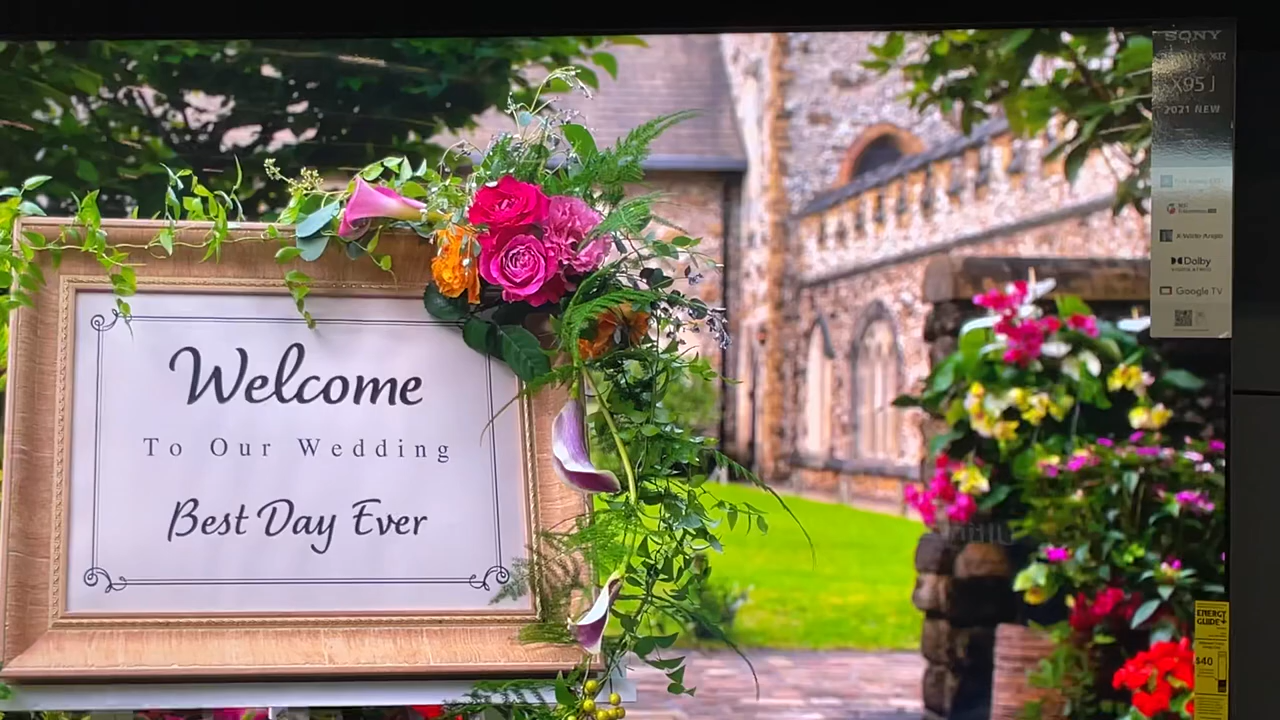 Welcome
To Our Wedding
Best Day Ever
SONY
X95J
2021 NEW
Dolby
Google TV
ENERGY
GUIDE
$40